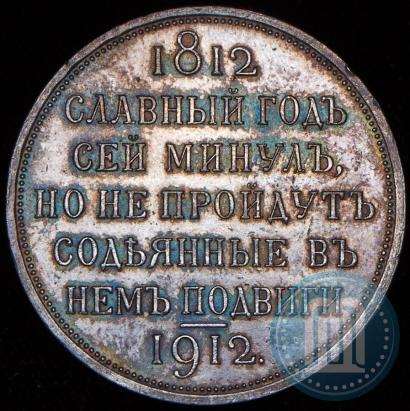 1812
СЛАВНЫЙ ГОДЪ
СЕЙ МИНУЛЪ,
НО НЕ ПРОЙДУТЪ
СОДѢЯННЫЕ ВЪ
НЕМЪ ПОДВИГИ
1912.